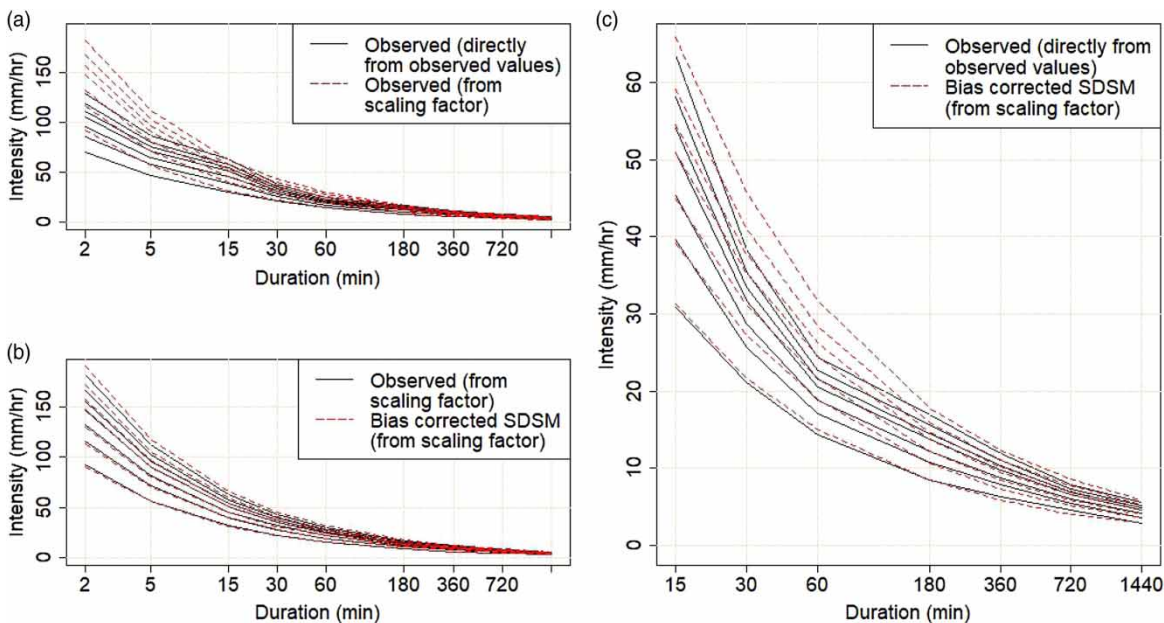 (a)
Observed (directly
from observed values)
Observed (from
scaling factor)
Intensity (mm/hr)
150
100
50
0
2 5 15 30 60 180 360 720
Duration (min)
(b)
Observed (from
scaling factor)
Bias corrected SDSM
(from scaling factor)
Intensity (mm/hr)
150
100
50
0
2 5 15 30 60 180 360 720
Duration (min)
(c)
Observed (directly from
observed values)
Bias corrected SDSM
(from scaling factor)
Intensity (mm/hr)
60
50
40
30
20
10
0
15 30 60 180 360 720 1440
Duration (min)